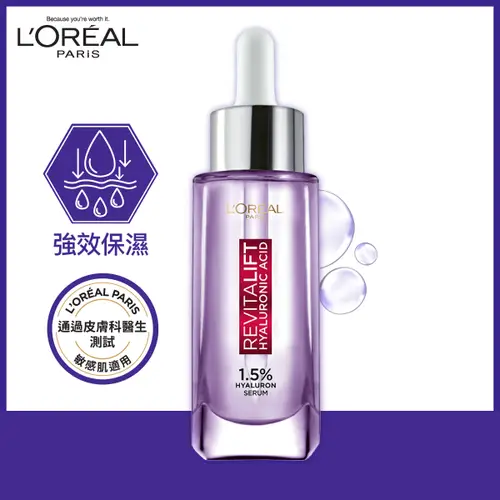 Because you're worth it.
L'ORÉAL
PARIS
強效保濕
L'ORÉAL PARIS
通過皮膚科醫生
測試
敏感肌適用
L'ORÉAL
PARIS
REVITALIFT
HYALURONIC ACID
1.5%
HYALURON
SERUM